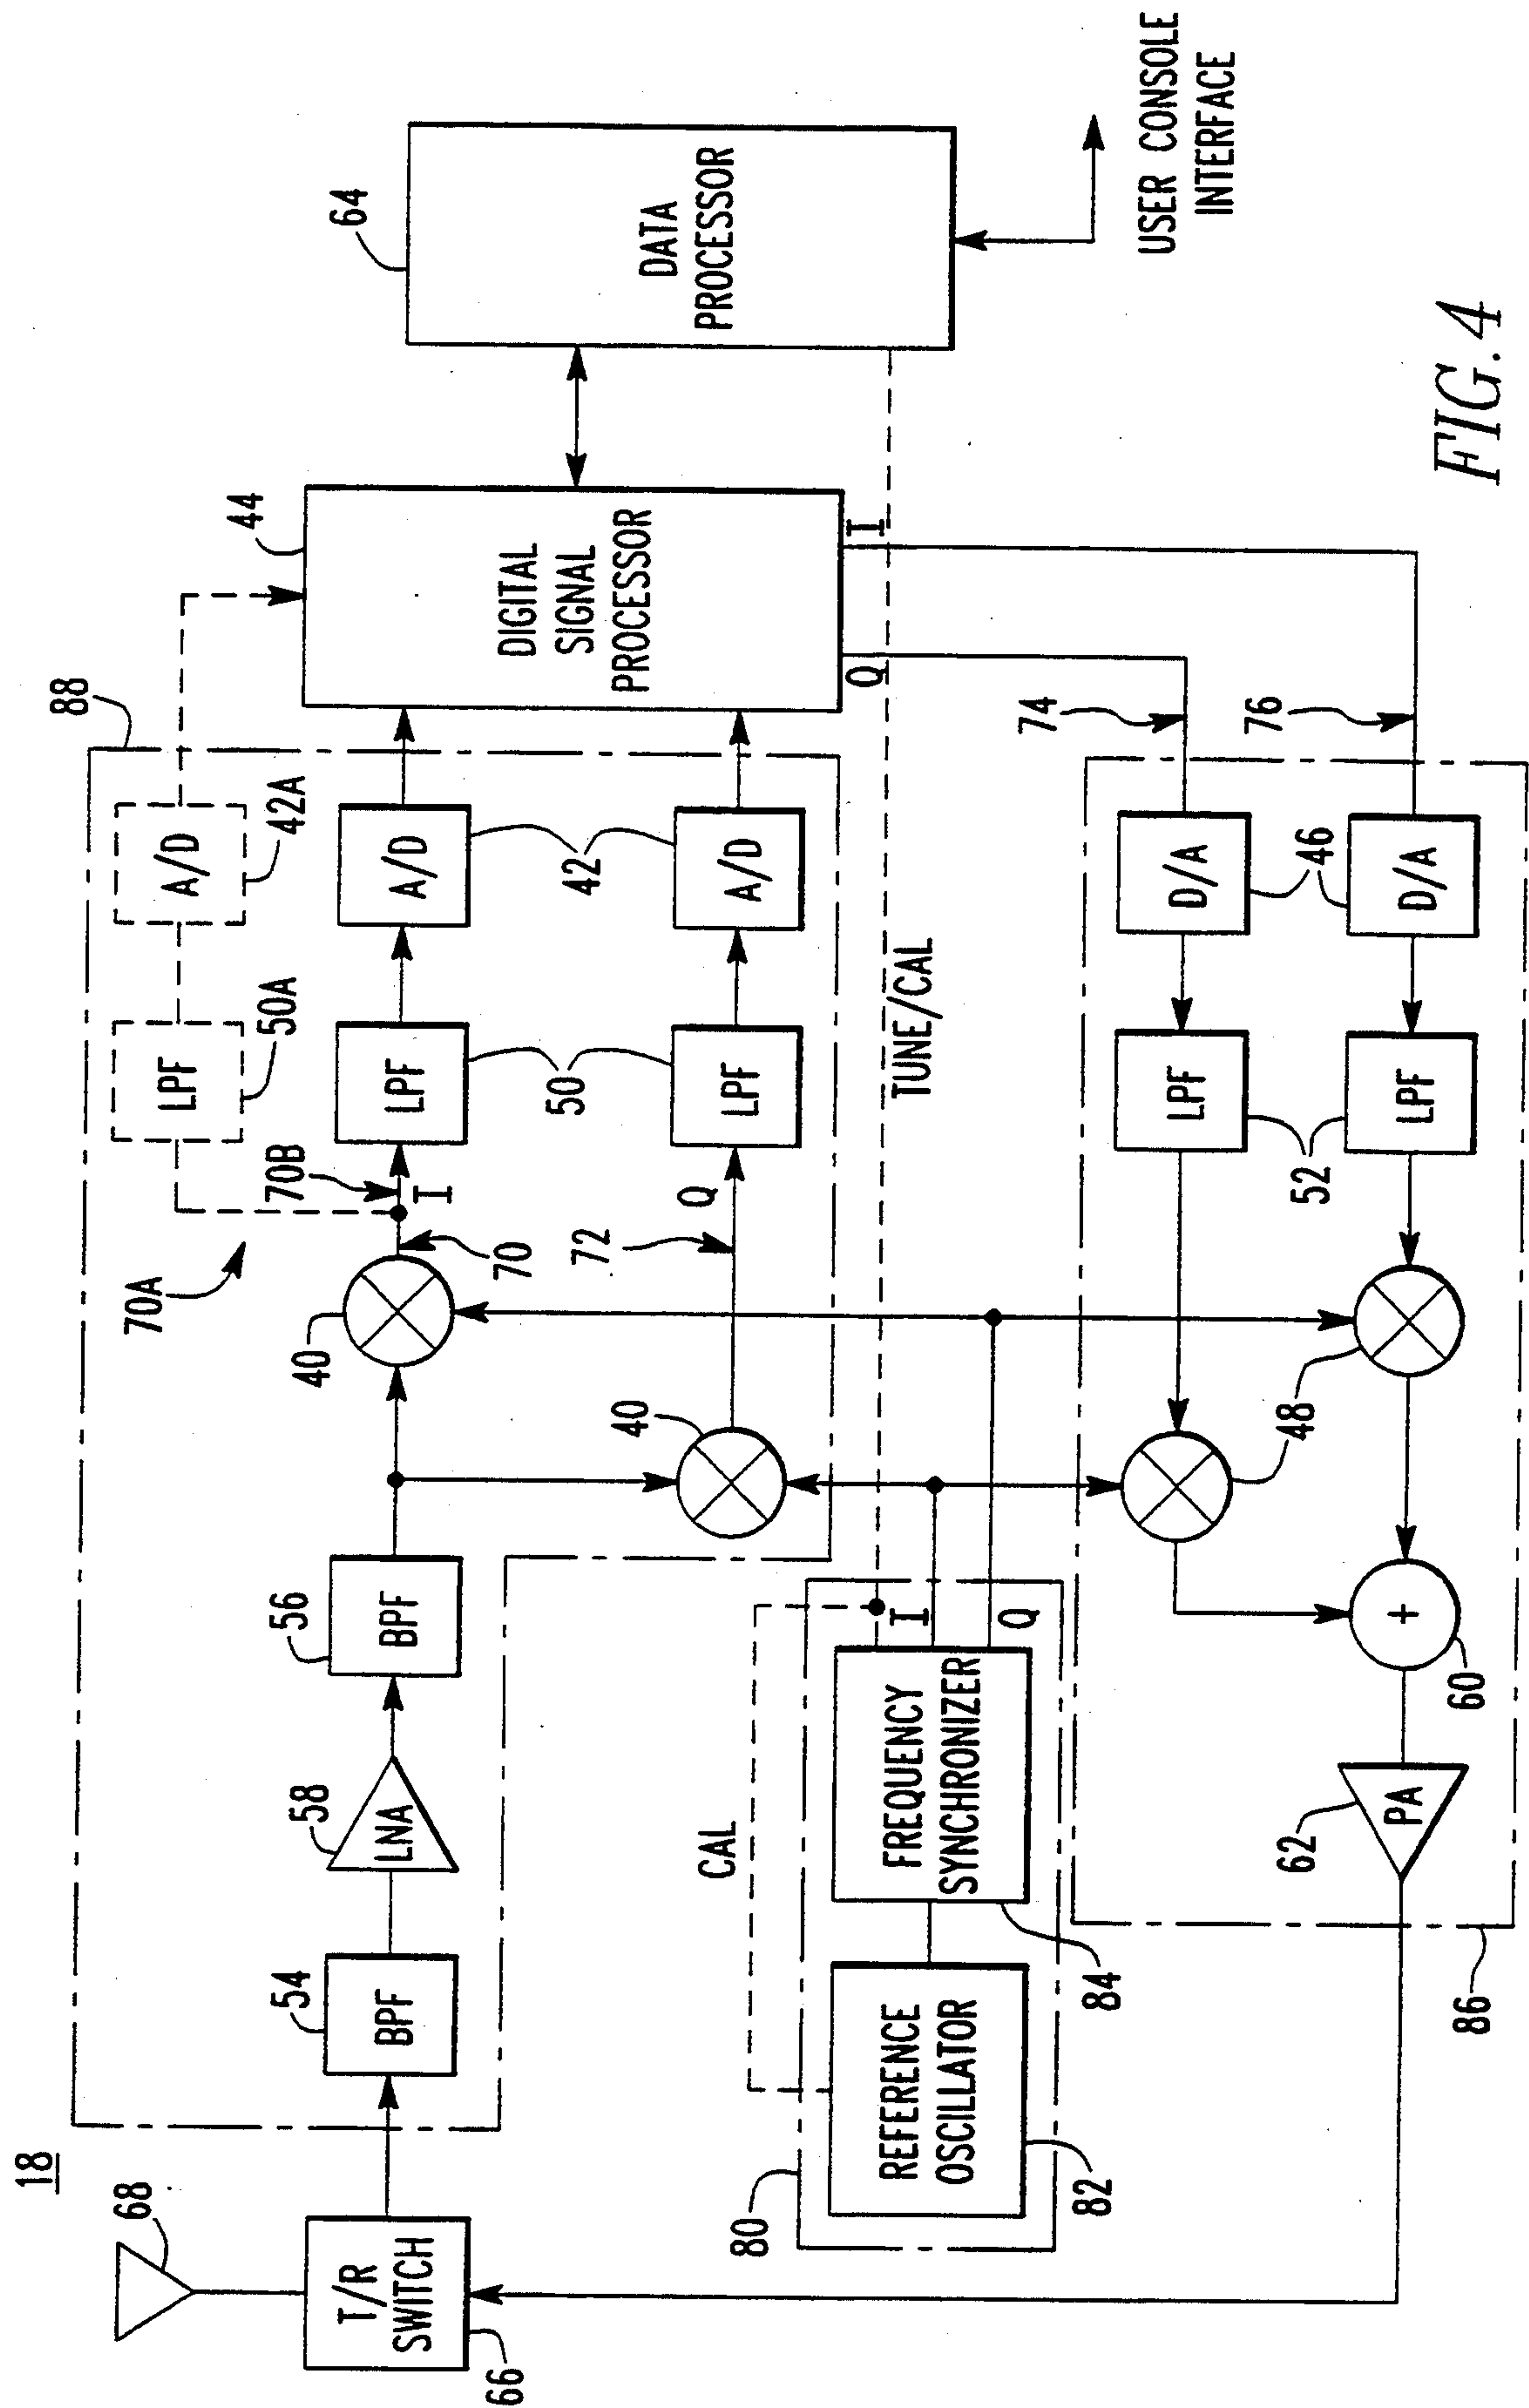 18
68
T/R
SWITCH
66
54
BPF
58
LNA
56
BPF
40
40
70A
70
70B
I
72
Q
LPF
50A
A/D
42A
88
LPF
50
LPF
A/D
42
A/D
44
DIGITAL
SIGNAL
PROCESSOR
64
DATA
PROCESSOR
USER CONSOLE
INTERFACE
I
Q
TUNE/CAL
CAL
80
REFERENCE
OSCILLATOR
82
FREQUENCY
SYNCHRONIZER
84
I
Q
74
76
D/A
46
D/A
LPF
52
LPF
48
+
60
PA
62
86
FIG. 4